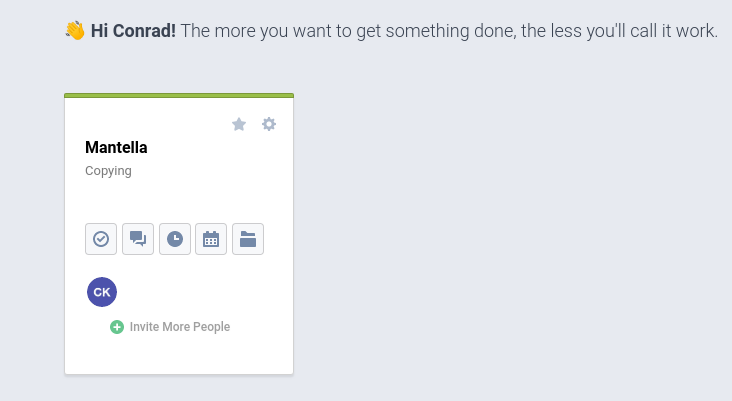 👋 Hi Conrad! The more you want to get something done, the less you'll call it work.
Mantella
Copying
CK
Invite More People